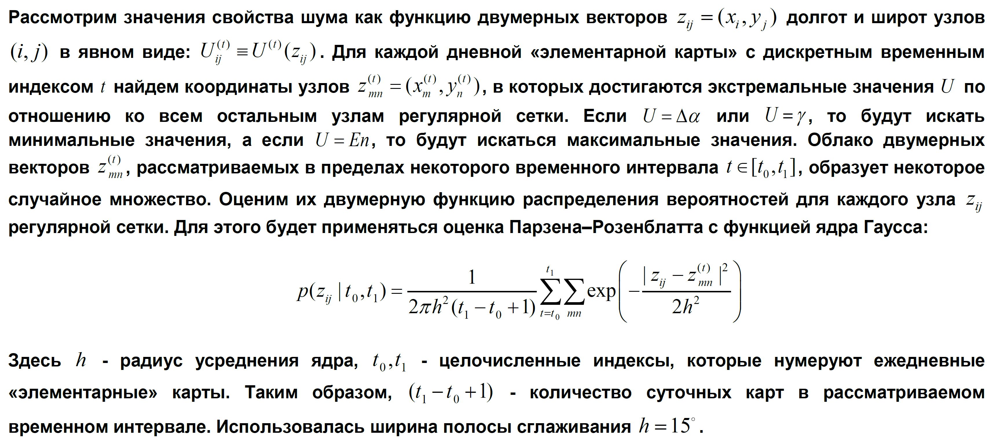 Рассмотрим значения свойства шума как функцию двумерных векторов $z_{ij} = (x_i, y_j)$ долгот и широт узлов
$(i, j)$ в явном виде: $U_{ij}^{(t)} \equiv U^{(t)}(z_{ij})$. Для каждой дневной «элементарной карты» с дискретным временным
индексом $t$ найдем координаты узлов $z_{mn}^{(t)} = (x_m^{(t)}, y_n^{(t)})$, в которых достигаются экстремальные значения $U$ по
отношению ко всем остальным узлам регулярной сетки. Если $U = \Delta\alpha$ или $U = \gamma$, то будут искать
минимальные значения, а если $U = En$, то будут искаться максимальные значения. Облако двумерных
векторов $z_{mn}^{(t)}$, рассматриваемых в пределах некоторого временного интервала $t \in [t_0, t_1]$, образует некоторое
случайное множество. Оценим их двумерную функцию распределения вероятностей для каждого узла $z_{ij}$
регулярной сетки. Для этого будет применяться оценка Парзена–Розенблатта с функцией ядра Гаусса:
$p(z_{ij} | t_0, t_1) = \frac{1}{2\pi h^2 (t_1 - t_0 + 1)} \sum_{t=t_0}^{t_1} \sum_{mn} \exp\left(-\frac{| z_{ij} - z_{mn}^{(t)} |^2}{2h^2}\right)$
Здесь $h$ - радиус усреднения ядра, $t_0, t_1$ - целочисленные индексы, которые нумеруют ежедневные
«элементарные» карты. Таким образом, $(t_1 - t_0 + 1)$ - количество суточных карт в рассматриваемом
временном интервале. Использовалась ширина полосы сглаживания $h = 15^\circ$.